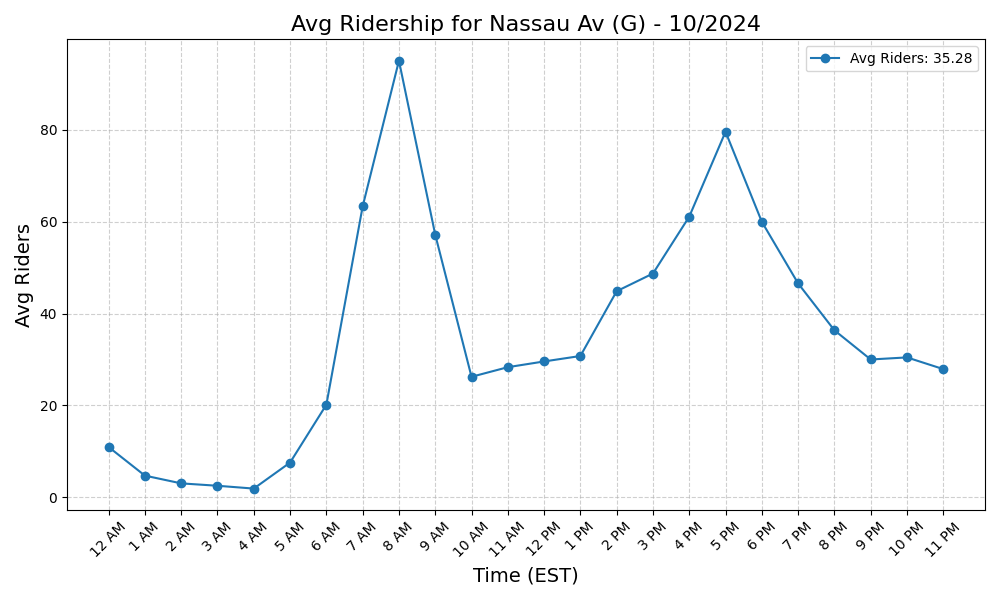 Avg Ridership for Nassau Av (G) - 10/2024
Avg Riders: 35.28
Avg Riders
80
60
40
20
0
12 AM
1 AM
2 AM
3 AM
4 AM
5 AM
6 AM
7 AM
8 AM
9 AM
10 AM
11 AM
12 PM
1 PM
2 PM
3 PM
4 PM
5 PM
6 PM
7 PM
8 PM
9 PM
10 PM
11 PM
Time (EST)